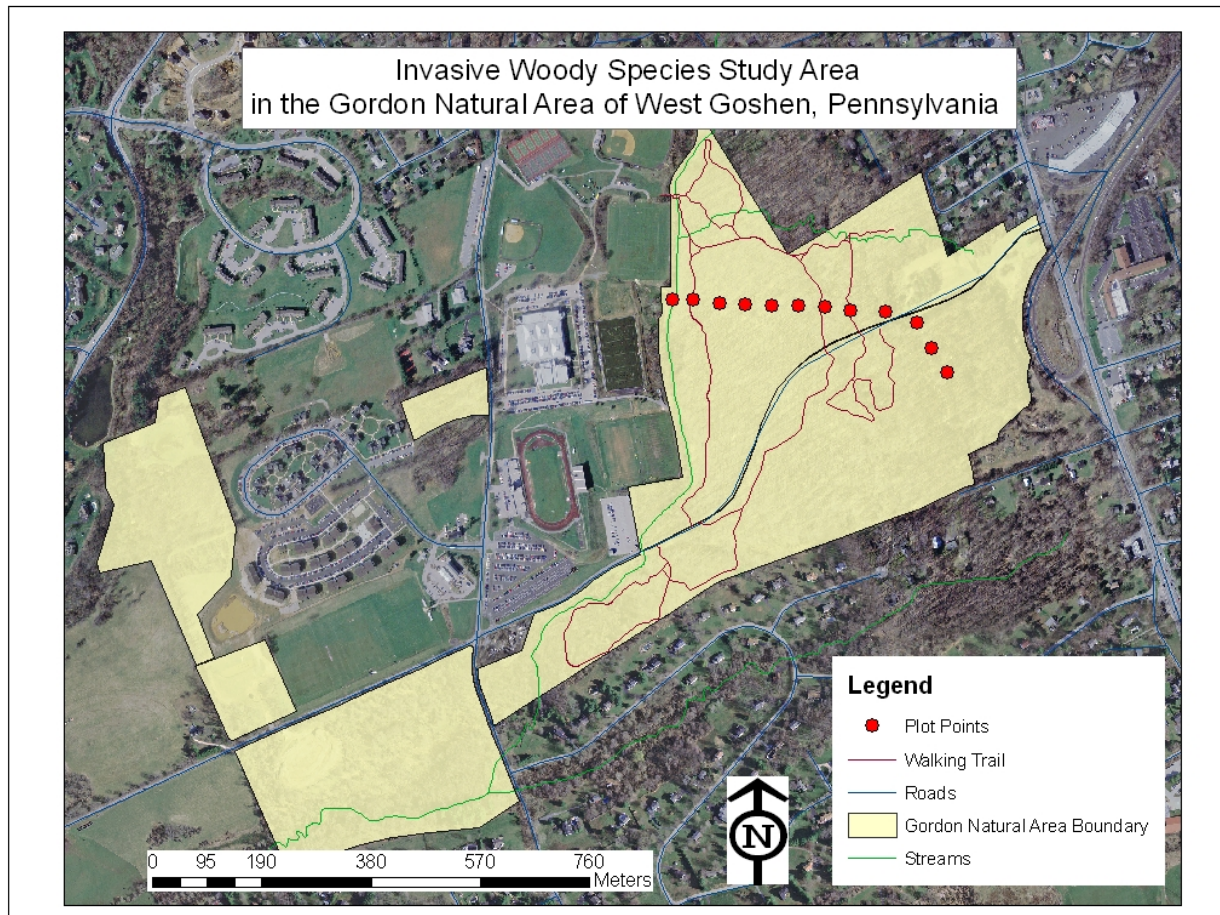 Invasive Woody Species Study Area
in the Gordon Natural Area of West Goshen, Pennsylvania
Legend
Plot Points
Walking Trail
Roads
Gordon Natural Area Boundary
Streams
N
0 95 190 380 570 760
Meters